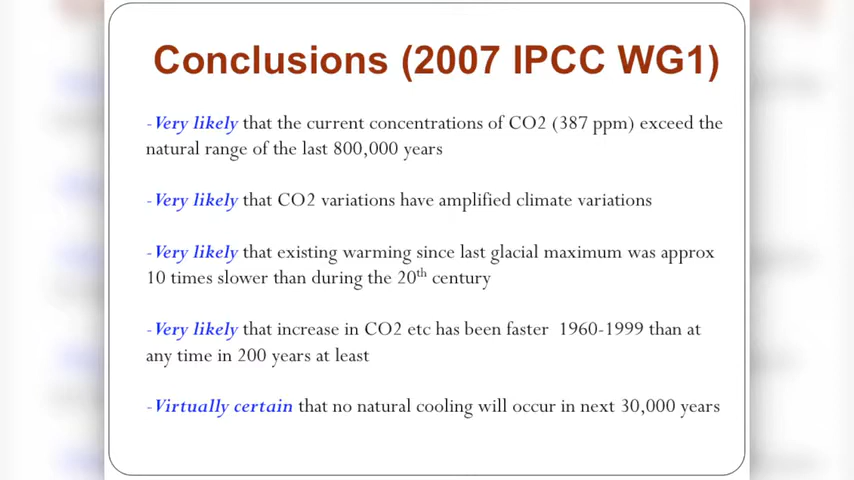 Conclusions (2007 IPCC WG1)
-Very likely that the current concentrations of CO2 (387 ppm) exceed the
natural range of the last 800,000 years
-Very likely that CO2 variations have amplified climate variations
-Very likely that existing warming since last glacial maximum was approx
10 times slower than during the 20th century
-Very likely that increase in CO2 etc has been faster 1960-1999 than at
any time in 200 years at least
-Virtually certain that no natural cooling will occur in next 30,000 years